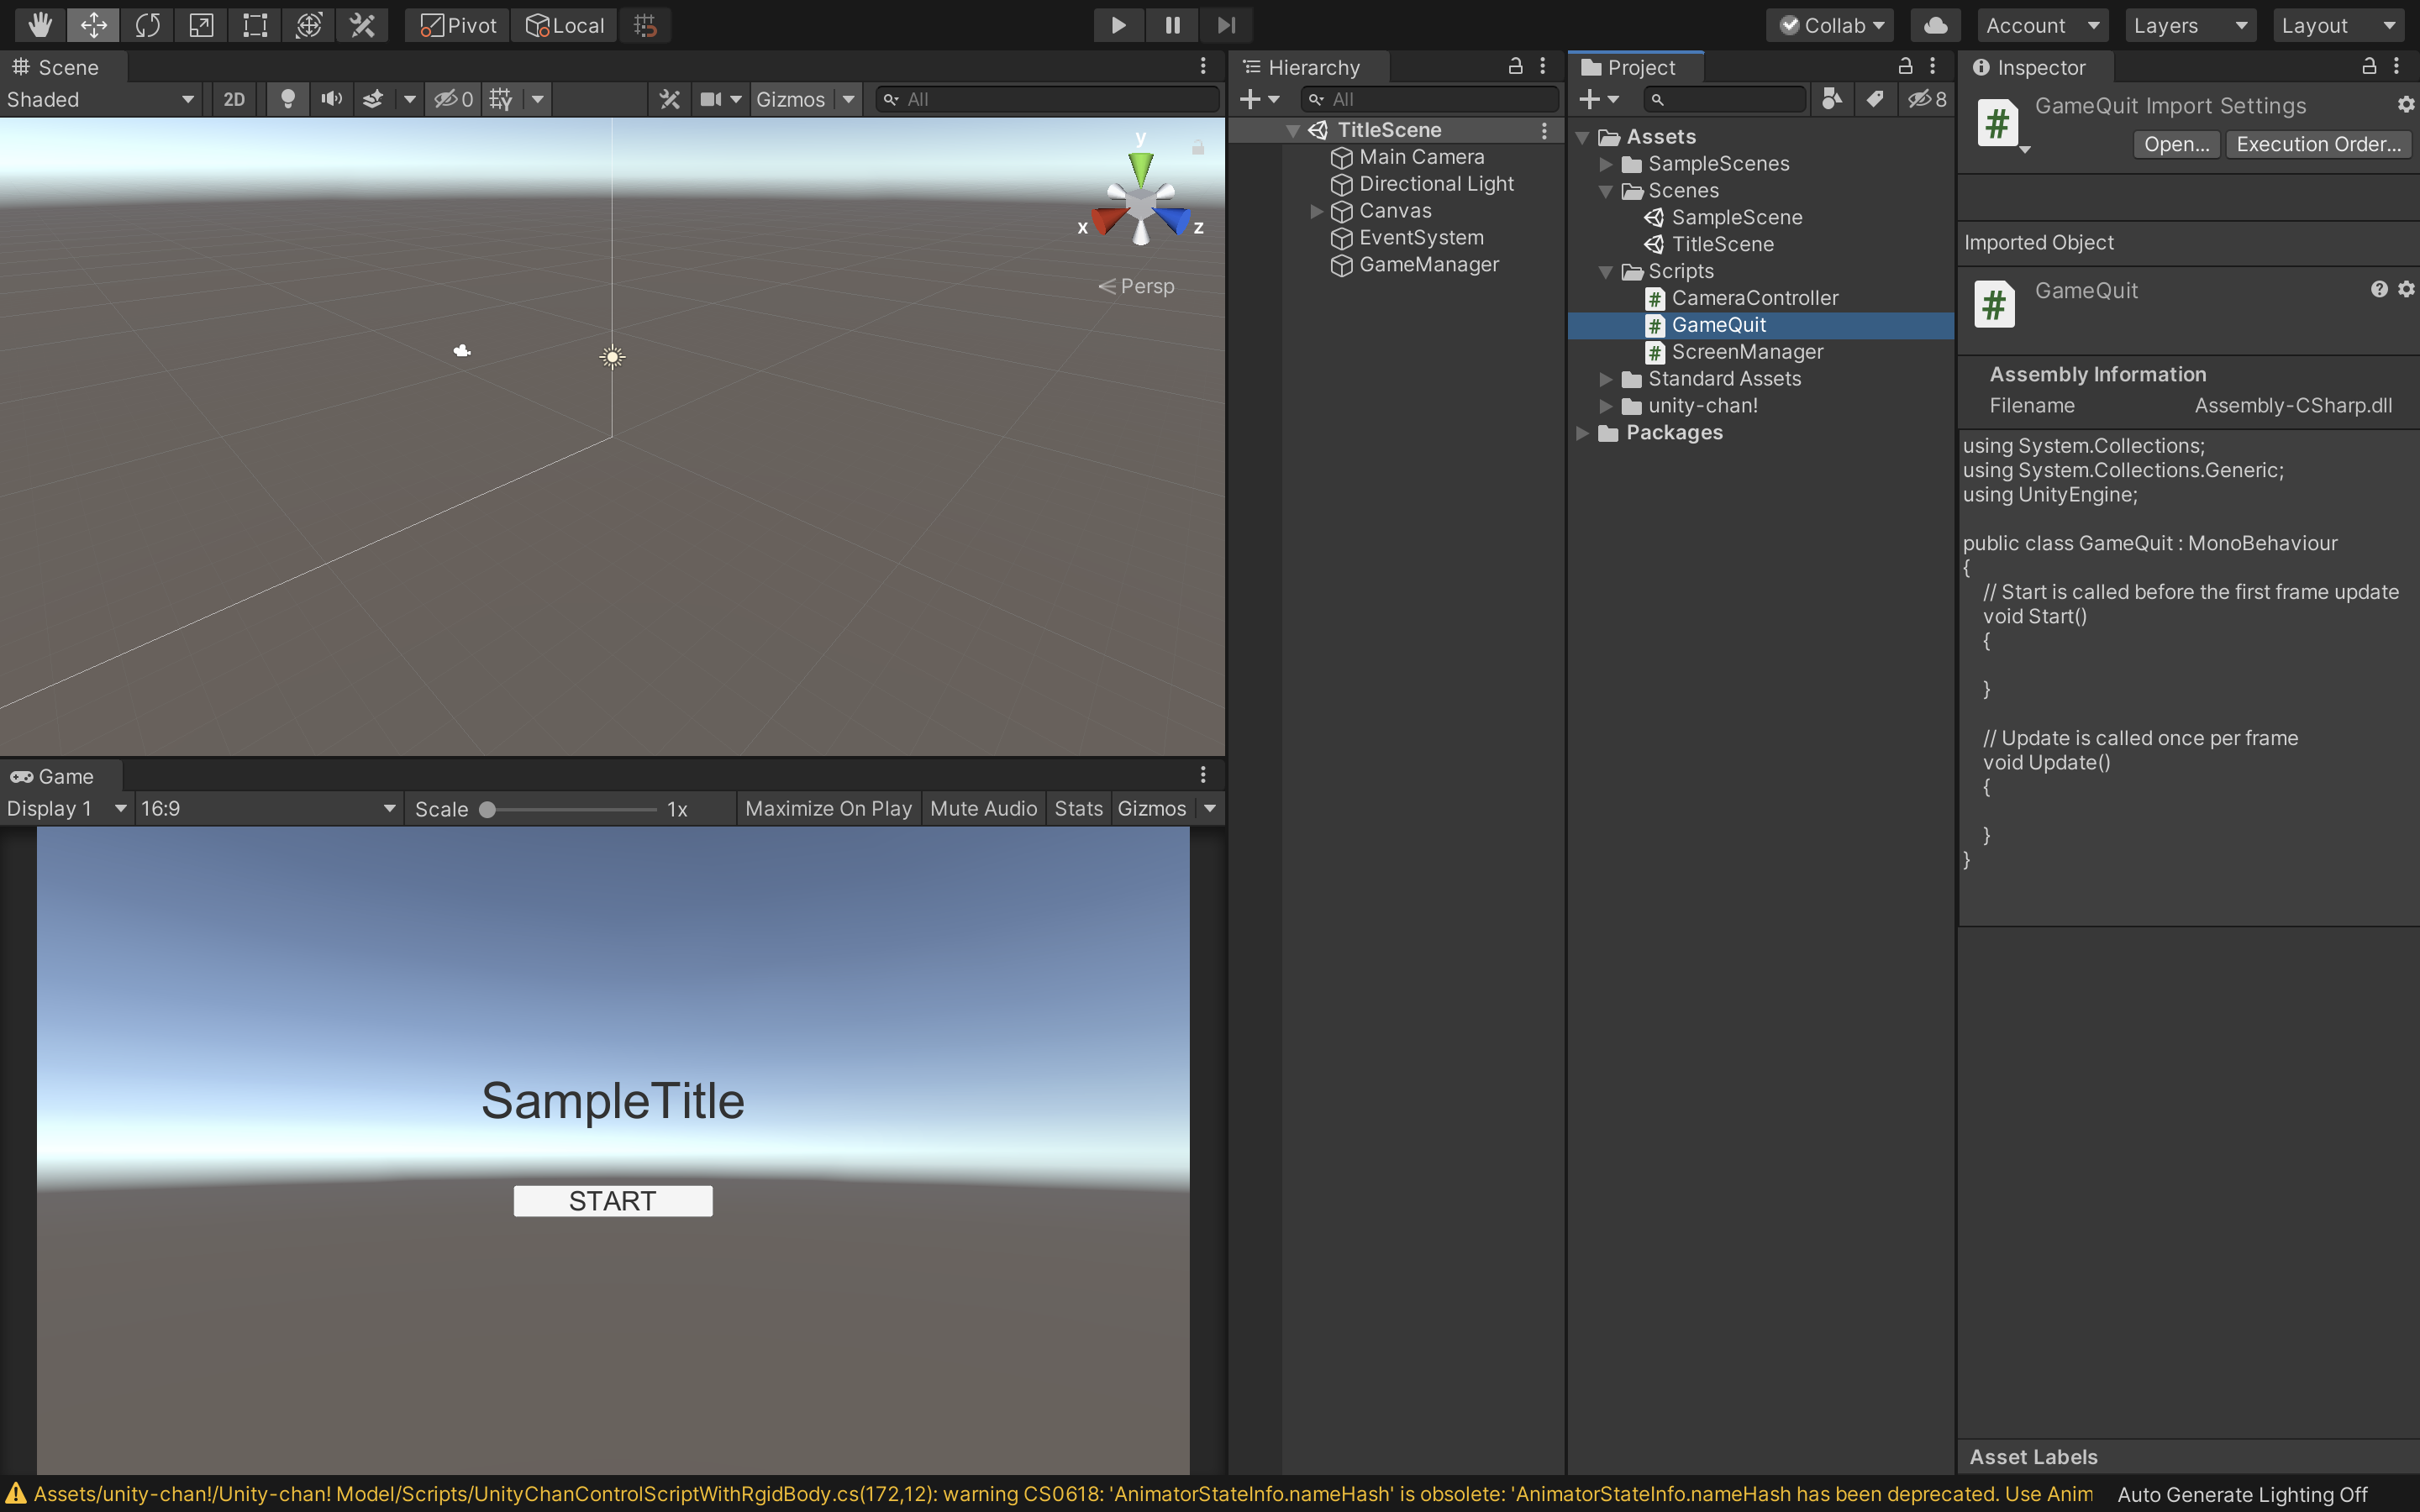 Pivot
Local
Collab
Account
Layers
Layout
Scene
Shaded
2D
0
Gizmos
All
y
x
z
Persp
Game
Display 1
16:9
Scale
1x
Maximize On Play
Mute Audio
Stats
Gizmos
SampleTitle
START
Hierarchy
All
TitleScene
Main Camera
Directional Light
Canvas
EventSystem
GameManager
Project
8
Assets
SampleScenes
Scenes
SampleScene
TitleScene
Scripts
CameraController
GameQuit
ScreenManager
Standard Assets
unity-chan!
Packages
Inspector
GameQuit Import Settings
Open...
Execution Order...
Imported Object
GameQuit
Assembly Information
Filename Assembly-CSharp.dll
using System.Collections;
using System.Collections.Generic;
using UnityEngine;
public class GameQuit : MonoBehaviour
{
// Start is called before the first frame update
void Start()
{
}
// Update is called once per frame
void Update()
{
}
}
Asset Labels
Assets/unity-chan!/Unity-chan! Model/Scripts/UnityChanControlScriptWithRgidBody.cs(172,12): warning CS0618: 'AnimatorStateInfo.nameHash' is obsolete: 'AnimatorStateInfo.nameHash has been deprecated. Use Anim
Auto Generate Lighting Off